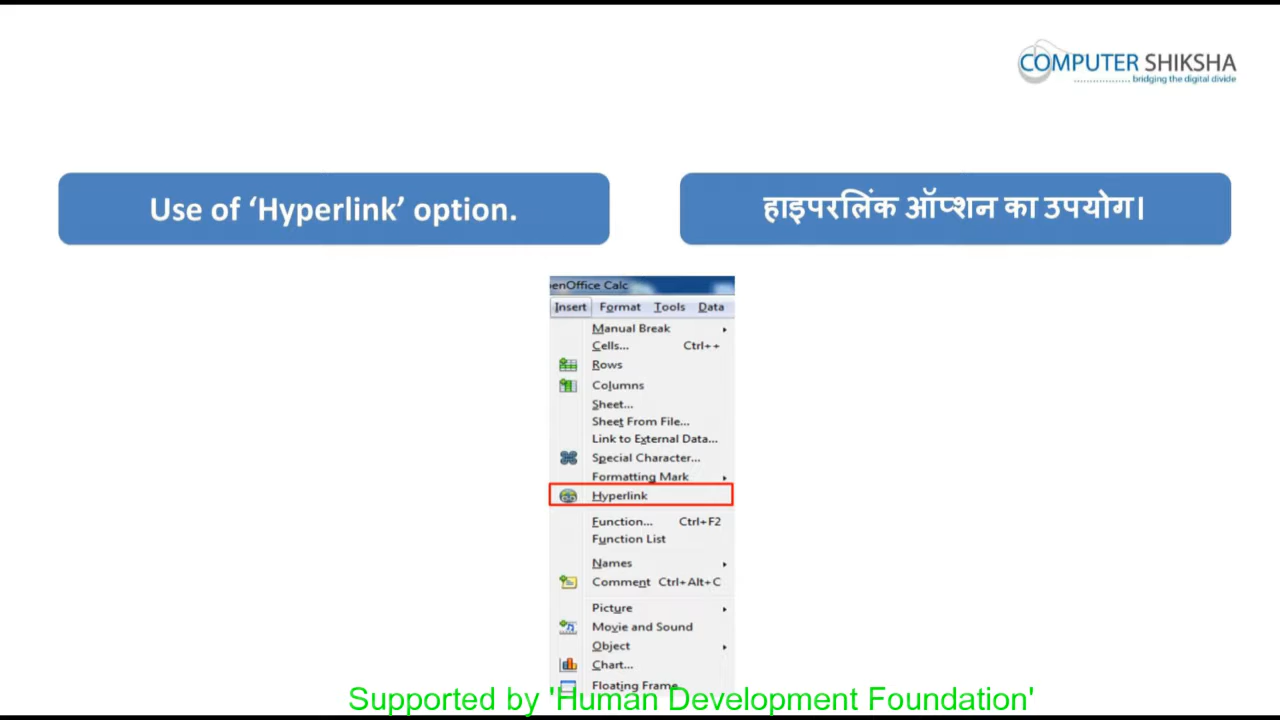 COMPUTER SHIKSHA
bridging the digital divide
Use of ‘Hyperlink’ option.
हाइपरलिंक ऑप्शन का उपयोग।
enOffice Calc
Insert Format Tools Data
Manual Break
Cells... Ctrl++
Rows
Columns
Sheet...
Sheet From File...
Link to External Data...
Special Character...
Formatting Mark
Hyperlink
Function... Ctrl+F2
Function List
Names
Comment Ctrl+Alt+C
Picture
Movie and Sound
Object
Chart...
Floating Frame
Supported by 'Human Development Foundation'